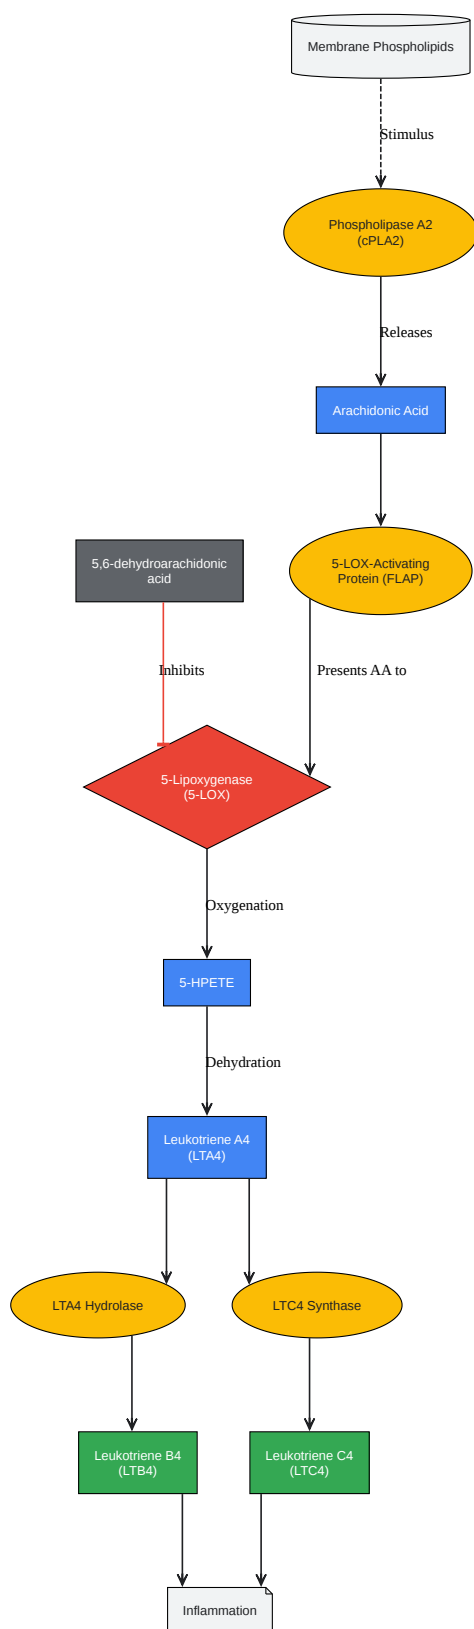 Membrane Phospholipids
Stimulus
Phospholipase A2
(cPLA2)
Releases
Arachidonic Acid
5,6-dehydroarachidonic
acid
5-LOX-Activating
Protein (FLAP)
Inhibits
Presents AA to
5-Lipoxygenase
(5-LOX)
Oxygenation
5-HPETE
Dehydration
Leukotriene A4
(LTA4)
LTA4 Hydrolase
LTC4 Synthase
Leukotriene B4
(LTB4)
Leukotriene C4
(LTC4)
Inflammation